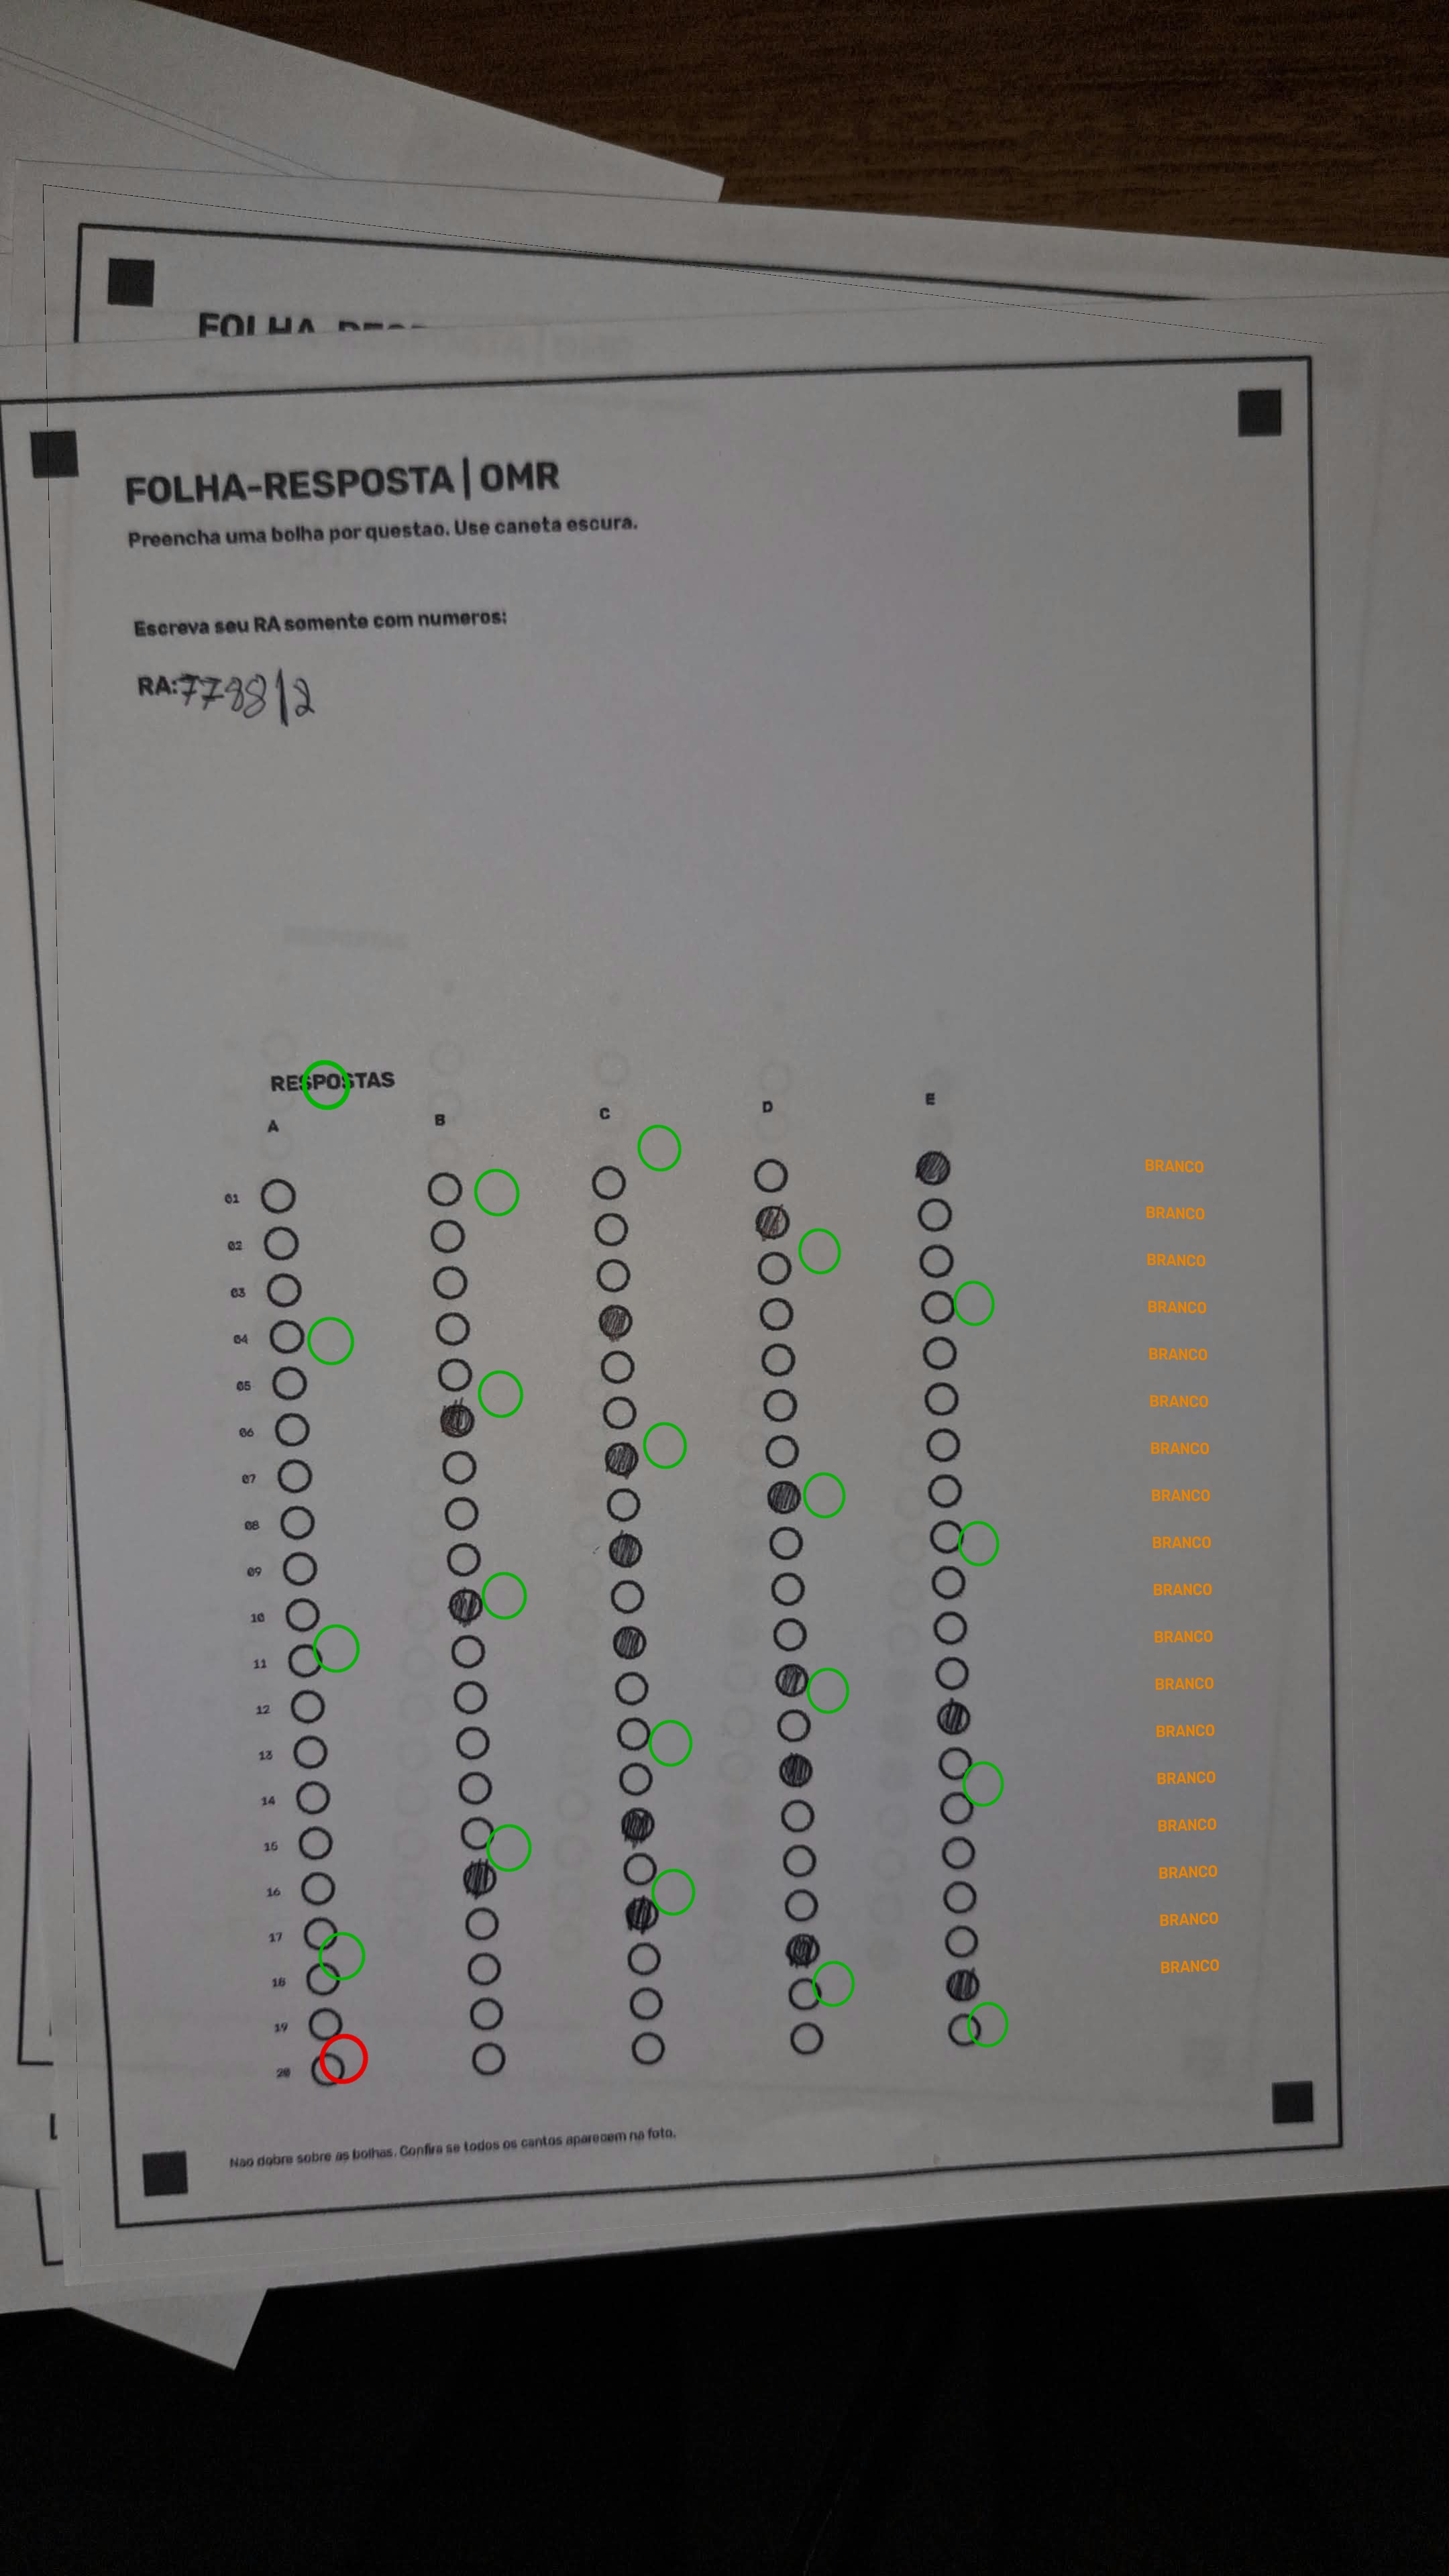 FOLHA-RESPOSTA | OMR
Preencha uma bolha por questao. Use caneta escura.
Escreva seu RA somente com numeros:
RA:778812
RESPOSTAS
A B C D E
01 BRANCO
02 BRANCO
03 BRANCO
04 BRANCO
05 BRANCO
06 BRANCO
07 BRANCO
08 BRANCO
09 BRANCO
10 BRANCO
11 BRANCO
12 BRANCO
13 BRANCO
14 BRANCO
15 BRANCO
16 BRANCO
17 BRANCO
18 BRANCO
19
20
Nao dobre sobre as bolhas. Confira se todos os cantos aparecem na foto.